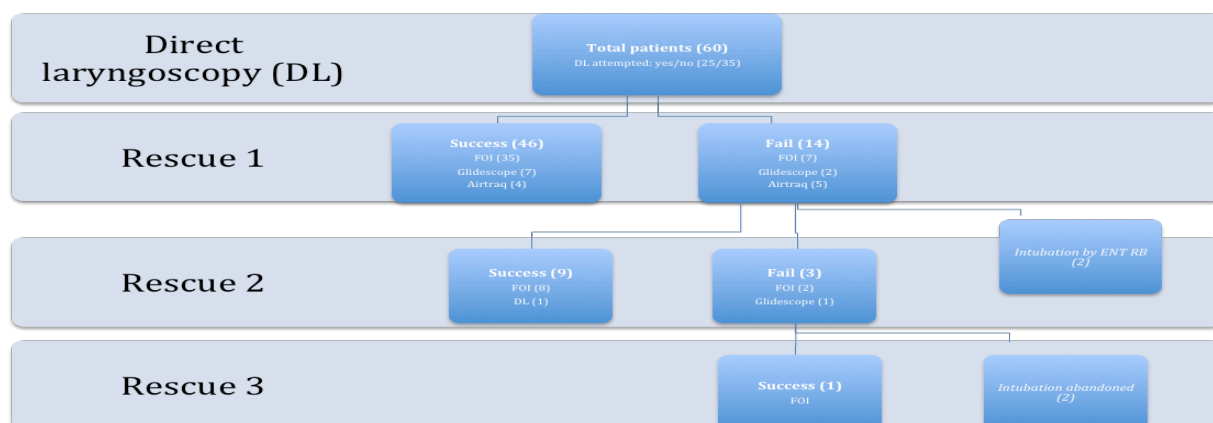 Direct
laryngoscopy (DL)
Total patients (60)
DL attempted: yes/no (25/35)
Rescue 1
Success (46)
FOI (35)
Glidescope (7)
Airtraq (4)
Fail (14)
FOI (7)
Glidescope (2)
Airtraq (5)
Rescue 2
Success (9)
FOI (8)
DL (1)
Fail (3)
FOI (2)
Glidescope (1)
Intubation by ENT RB
(2)
Rescue 3
Success (1)
FOI
Intubation abandoned
(2)